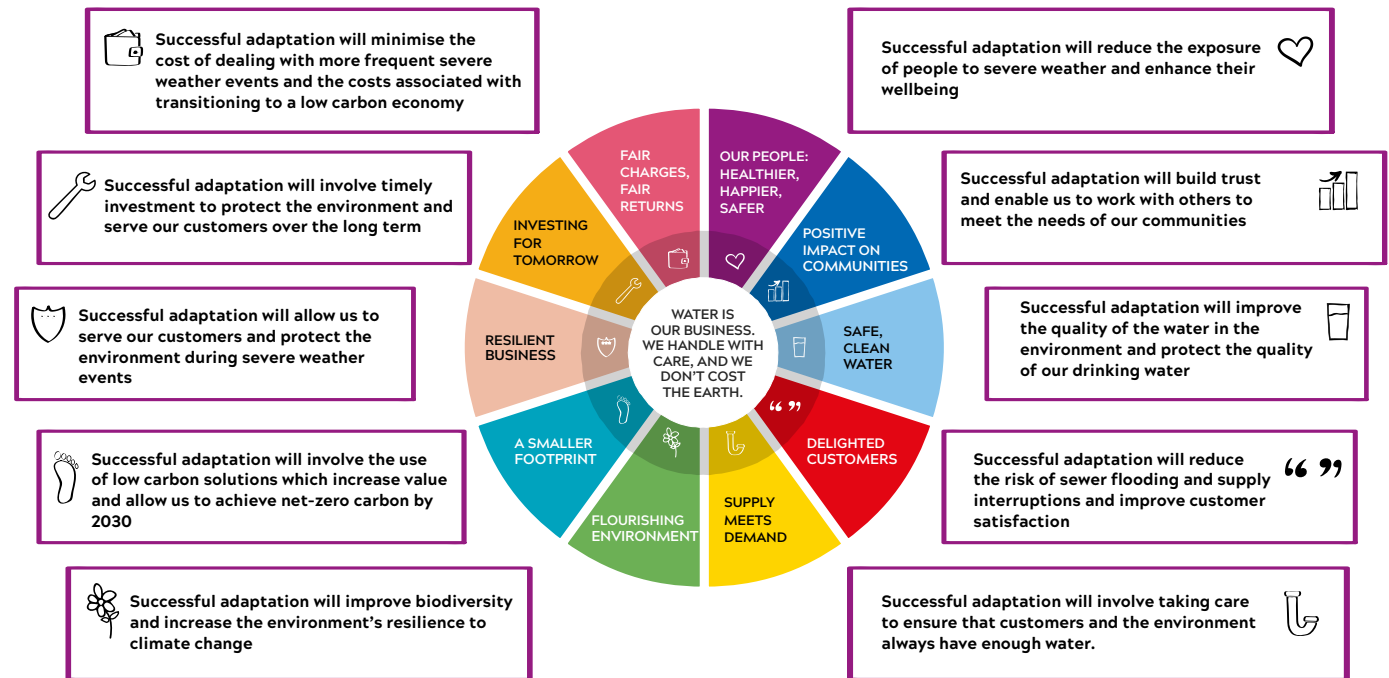 Successful adaptation will minimise the
cost of dealing with more frequent severe
weather events and the costs associated with
transitioning to a low carbon economy
Successful adaptation will reduce the exposure
of people to severe weather and enhance their
wellbeing
Successful adaptation will involve timely
investment to protect the environment and
serve our customers over the long term
Successful adaptation will build trust
and enable us to work with others to
meet the needs of our communities
Successful adaptation will allow us to
serve our customers and protect the
environment during severe weather
events
Successful adaptation will improve
the quality of the water in the
environment and protect the quality
of our drinking water
Successful adaptation will involve the use
of low carbon solutions which increase value
and allow us to achieve net-zero carbon by
2030
Successful adaptation will reduce
the risk of sewer flooding and supply
interruptions and improve customer
satisfaction
Successful adaptation will improve biodiversity
and increase the environment's resilience to
climate change
Successful adaptation will involve taking care
to ensure that customers and the environment
always have enough water.
FAIR
CHARGES,
FAIR
RETURNS
OUR PEOPLE:
HEALTHIER,
HAPPIER,
SAFER
POSITIVE
IMPACT ON
COMMUNITIES
SAFE,
CLEAN
WATER
DELIGHTED
CUSTOMERS
SUPPLY
MEETS
DEMAND
FLOURISHING
ENVIRONMENT
A SMALLER
FOOTPRINT
RESILIENT
BUSINESS
INVESTING
FOR
TOMORROW
WATER IS
OUR BUSINESS.
WE HANDLE WITH
CARE, AND WE
DON'T COST
THE EARTH.